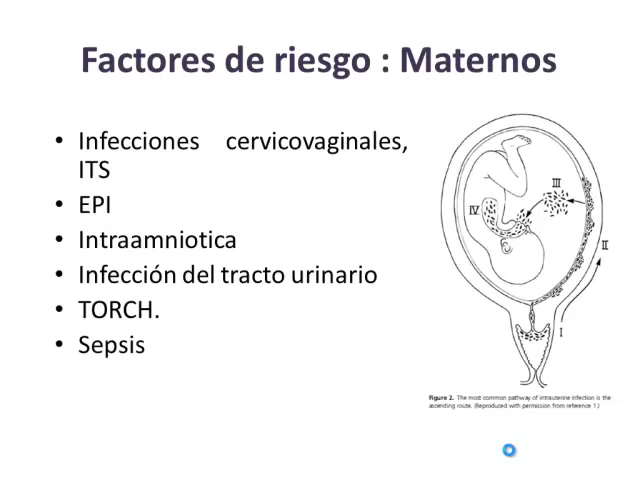 Factores de riesgo : Maternos
• Infecciones cervicovaginales,
ITS
• EPI
• Intraamniotica
• Infección del tracto urinario
• TORCH.
• Sepsis
III
IV
II
I
Figure 2. The most common pathway of intrauterine infection is the
ascending route. (Reproduced with permission from reference 1.)